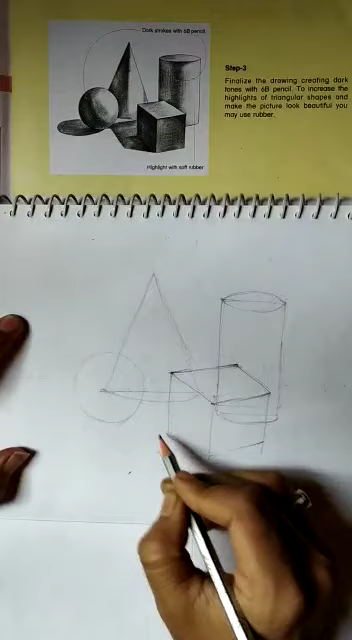 Dark strokes with 6B pencil
Step-3
Finalize the drawing creating dark
tones with 6B pencil. To increase the
highlights of triangular shapes and
make the picture look beautiful you
may use rubber.
Highlight with soft rubber